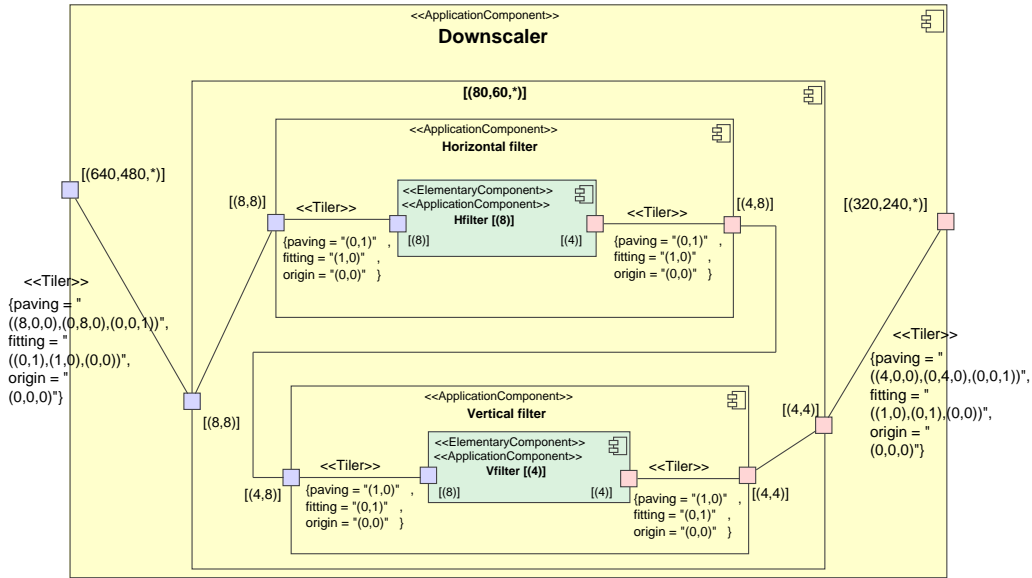 <<ApplicationComponent>>
Downscaler
[(80,60,*)]
<<ApplicationComponent>>
Horizontal filter
[(640,480,*)]
<<ElementaryComponent>>
<<ApplicationComponent>>
Hfilter [(8)]
[(8)]
[(4)]
[(8,8)]
<<Tiler>>
{paving = "(0,1)" ,
fitting = "(1,0)" ,
origin = "(0,0)" }
<<Tiler>>
{paving = "(0,1)" ,
fitting = "(1,0)" ,
origin = "(0,0)" }
[(4,8)]
[(320,240,*)]
<<Tiler>>
{paving = "
((8,0,0),(0,8,0),(0,0,1))",
fitting = "
((0,1),(1,0),(0,0))",
origin = "
(0,0,0)"}
[(8,8)]
<<Tiler>>
{paving = "
((4,0,0),(0,4,0),(0,0,1))",
fitting = "
((1,0),(0,1),(0,0))",
origin = "
(0,0,0)"}
<<ApplicationComponent>>
Vertical filter
[(4,4)]
<<ElementaryComponent>>
<<ApplicationComponent>>
Vfilter [(4)]
[(8)]
[(4)]
[(4,8)]
<<Tiler>>
{paving = "(1,0)" ,
fitting = "(0,1)" ,
origin = "(0,0)" }
<<Tiler>>
{paving = "(1,0)" ,
fitting = "(0,1)" ,
origin = "(0,0)" }
[(4,4)]